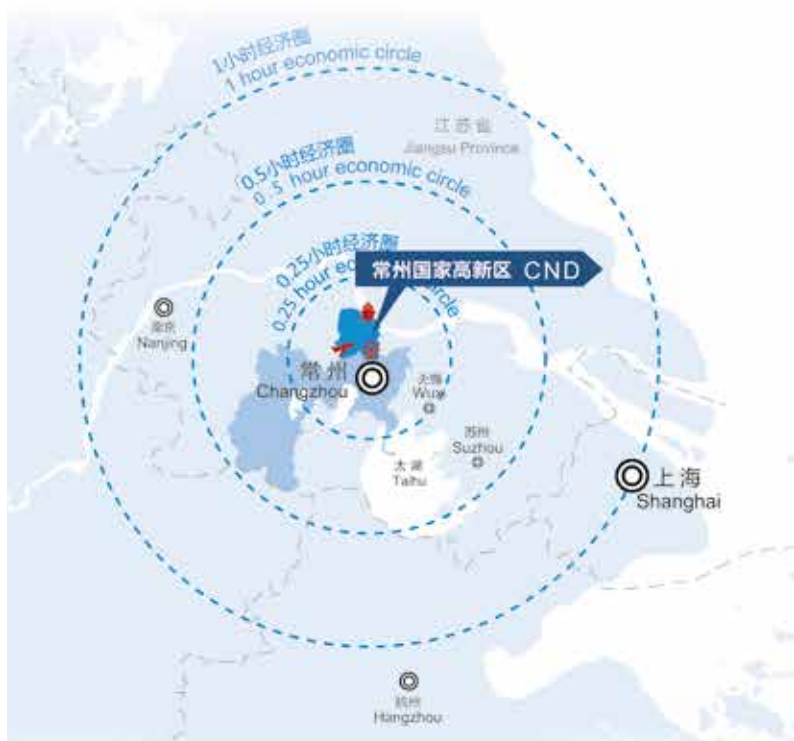 1小时经济圈
1 hour economic circle
江苏省
Jiangsu Province
0.5小时经济圈
0.5 hour economic circle
0.25小时经济圈
0.25 hour eco circle
常州国家高新区 CND
南京
Nanjing
常州
Changzhou
无锡
Wuxi
苏州
Suzhou
太湖
Taihu
上海
Shanghai
杭州
Hangzhou